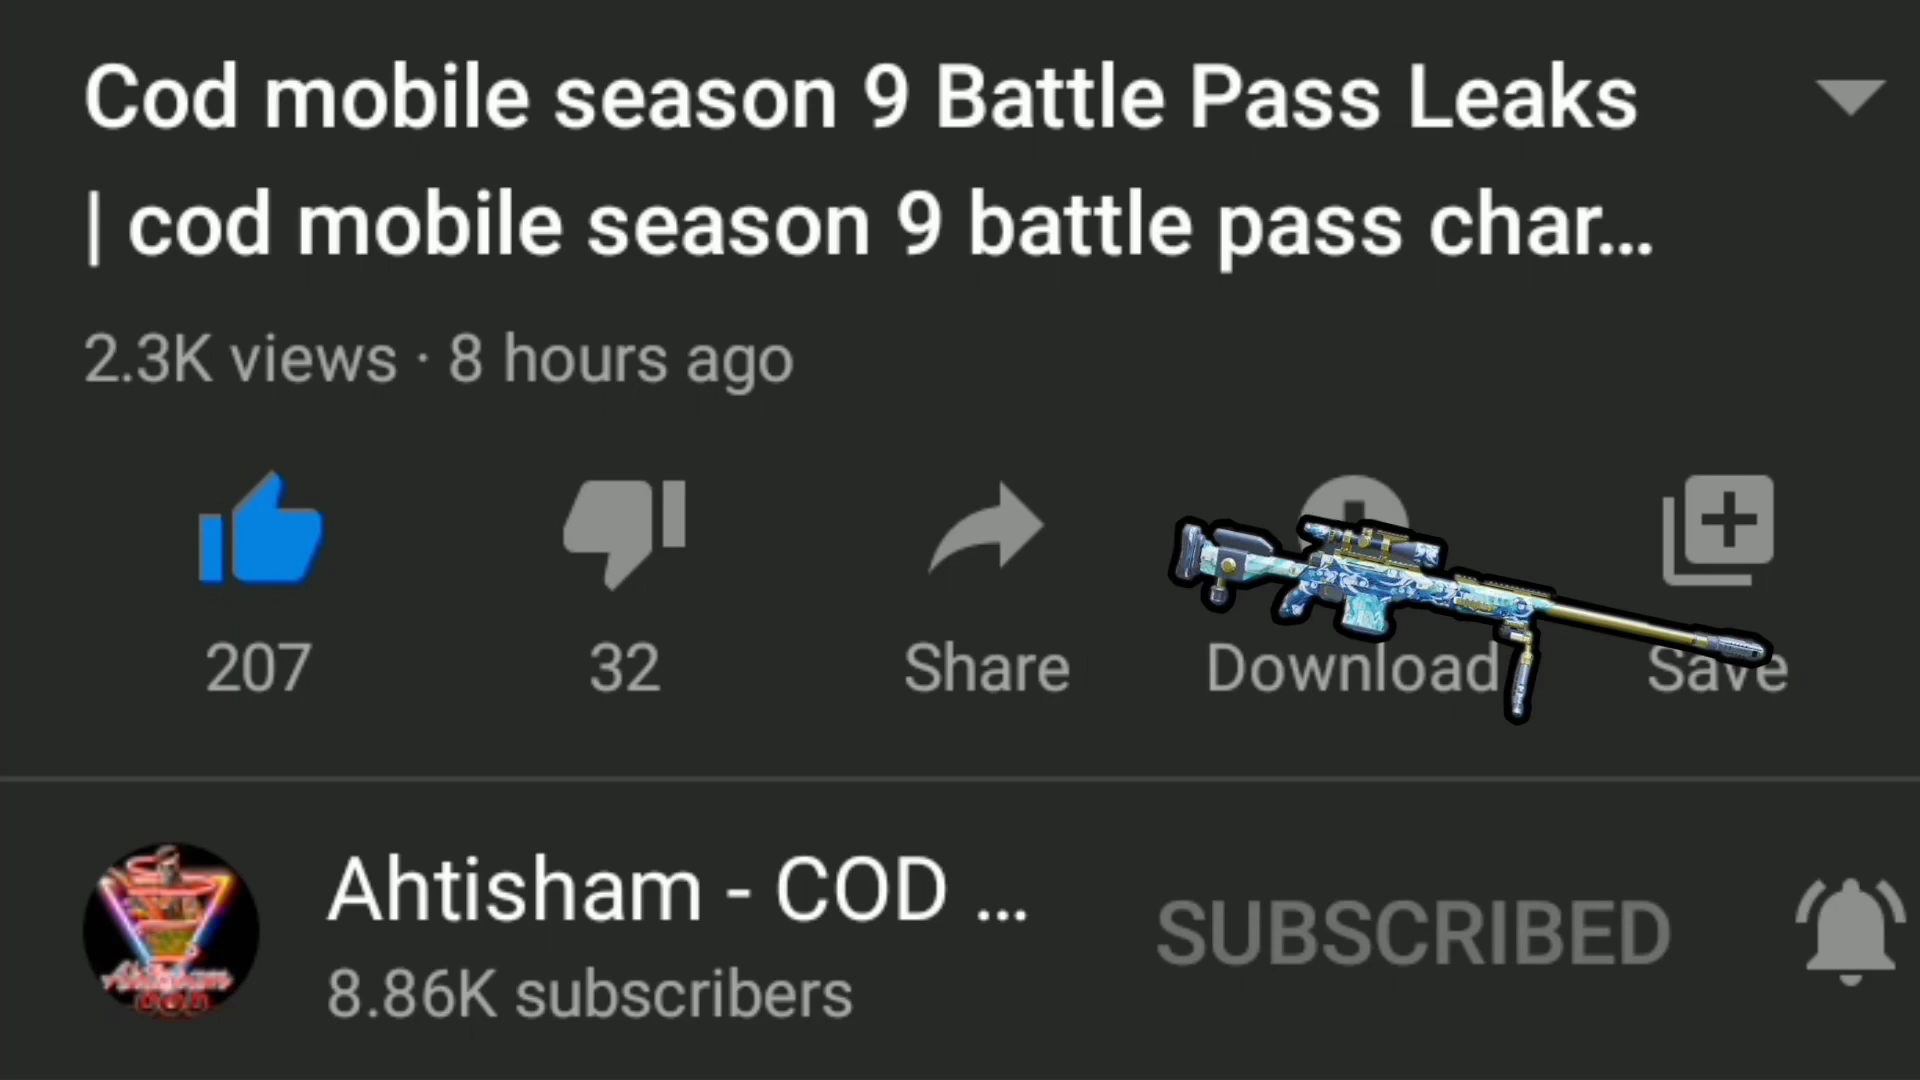 Cod mobile season 9 Battle Pass Leaks
| cod mobile season 9 battle pass char...
2.3K views · 8 hours ago
207
32
Share
Download
Save
Ahtisham - COD ...
8.86K subscribers
SUBSCRIBED
Ahtisham